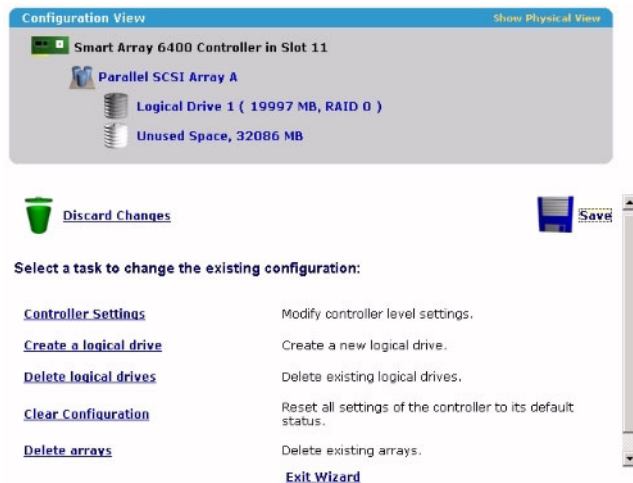 Configuration View
Show Physical View
Smart Array 6400 Controller in Slot 11
Parallel SCSI Array A
Logical Drive 1 ( 19997 MB, RAID 0 )
Unused Space, 32086 MB
Discard Changes
Save
Select a task to change the existing configuration:
Controller Settings
Modify controller level settings.
Create a logical drive
Create a new logical drive.
Delete logical drives
Delete existing logical drives.
Clear Configuration
Reset all settings of the controller to its default
status.
Delete arrays
Delete existing arrays.
Exit Wizard